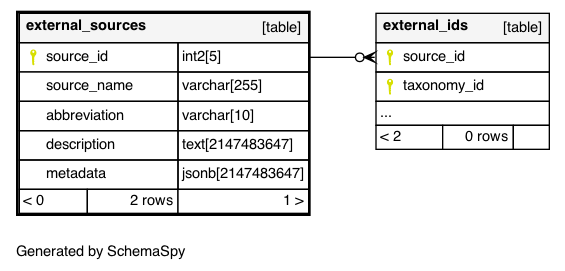 external_sources [table]
source_id int2[5]
source_name varchar[255]
abbreviation varchar[10]
description text[2147483647]
metadata jsonb[2147483647]
< 0 2 rows 1 >
external_ids [table]
source_id
taxonomy_id
...
< 2 0 rows
Generated by SchemaSpy